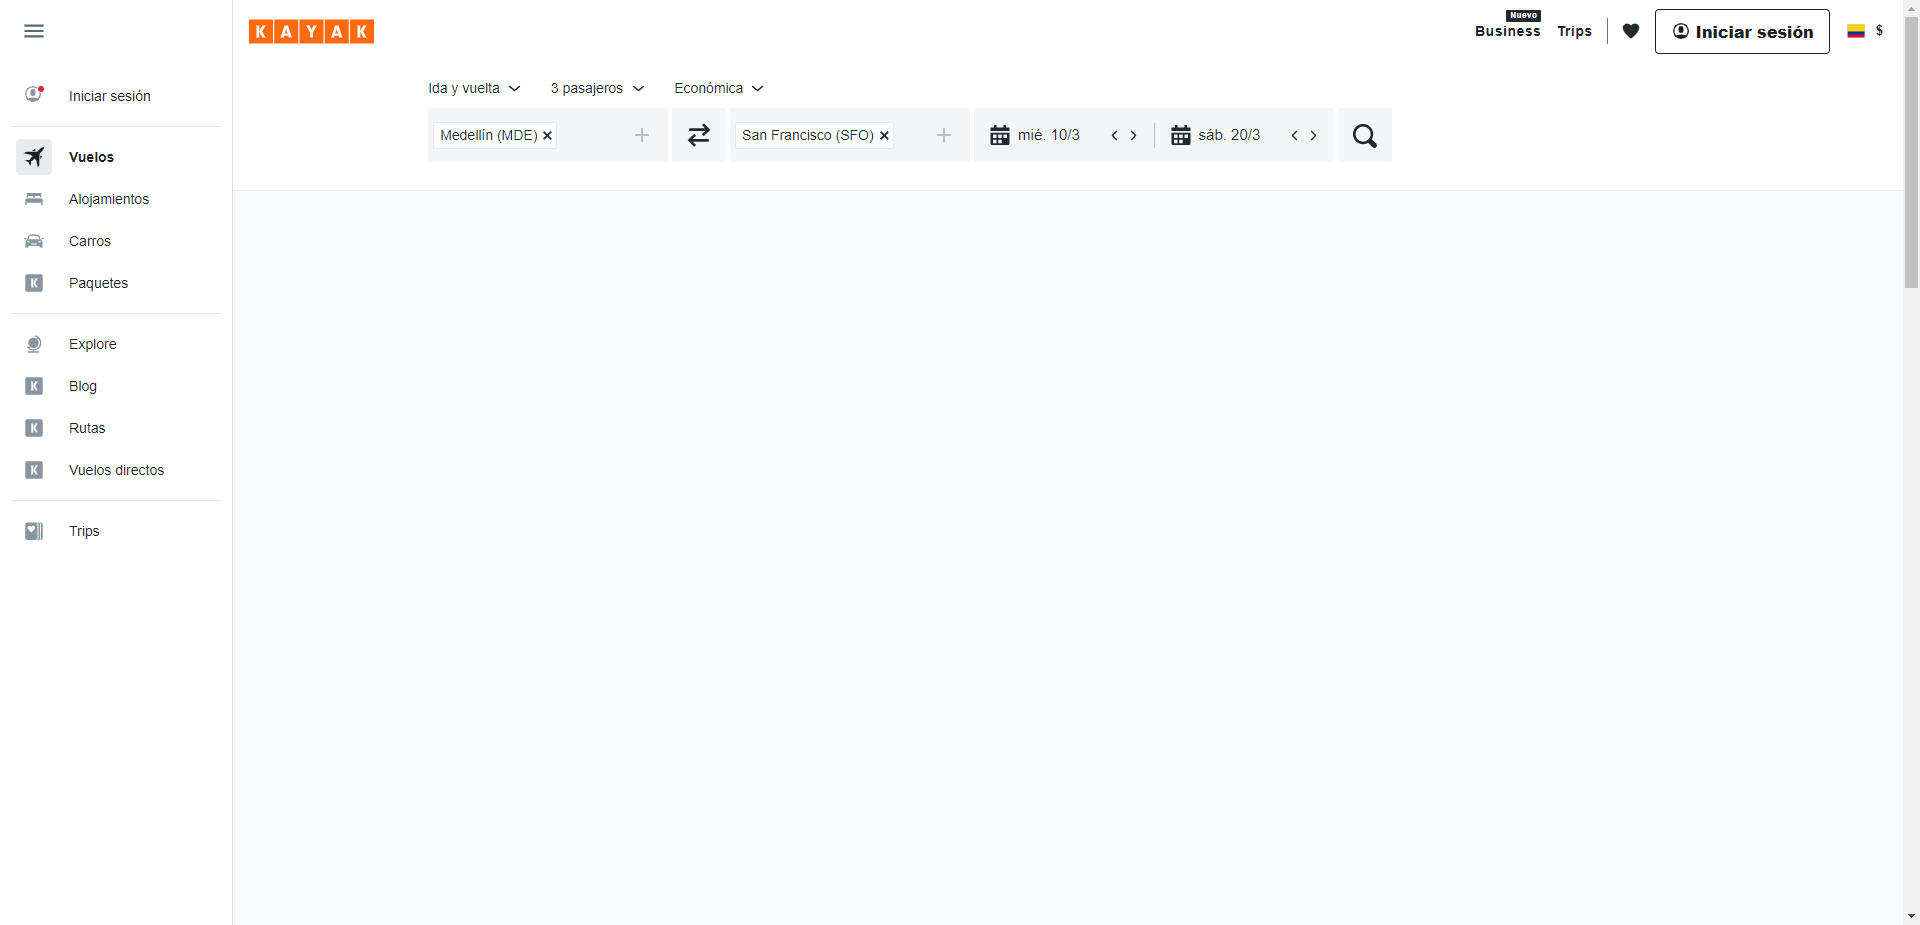 KAYAK
Nuevo
Business
Trips
Iniciar sesión
$
Iniciar sesión
Vuelos
Alojamientos
Carros
K Paquetes
Explore
K Blog
K Rutas
K Vuelos directos
Trips
Ida y vuelta
3 pasajeros
Económica
Medellín (MDE)
San Francisco (SFO)
mié. 10/3
sáb. 20/3